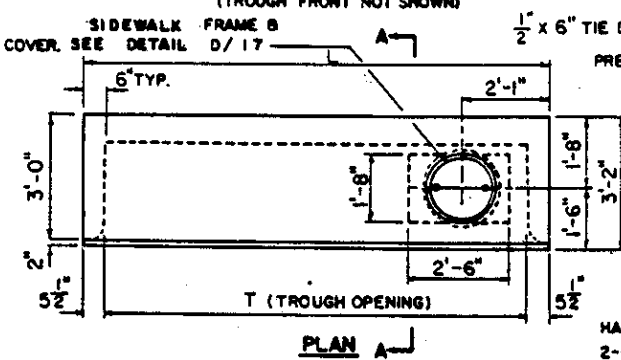 (TROUGH FRONT NOT SHOWN)
SIDEWALK FRAME &
COVER. SEE DETAIL D/17
A
1/2" x 6" TIE
PRE
L
6" TYP.
2'-1"
3'-0"
1'-8"
1'-8"
1'-6"
3'-2"
2"
2'-6"
5 1/2"
T (TROUGH OPENING)
5 1/2"
PLAN
A
HA
2-